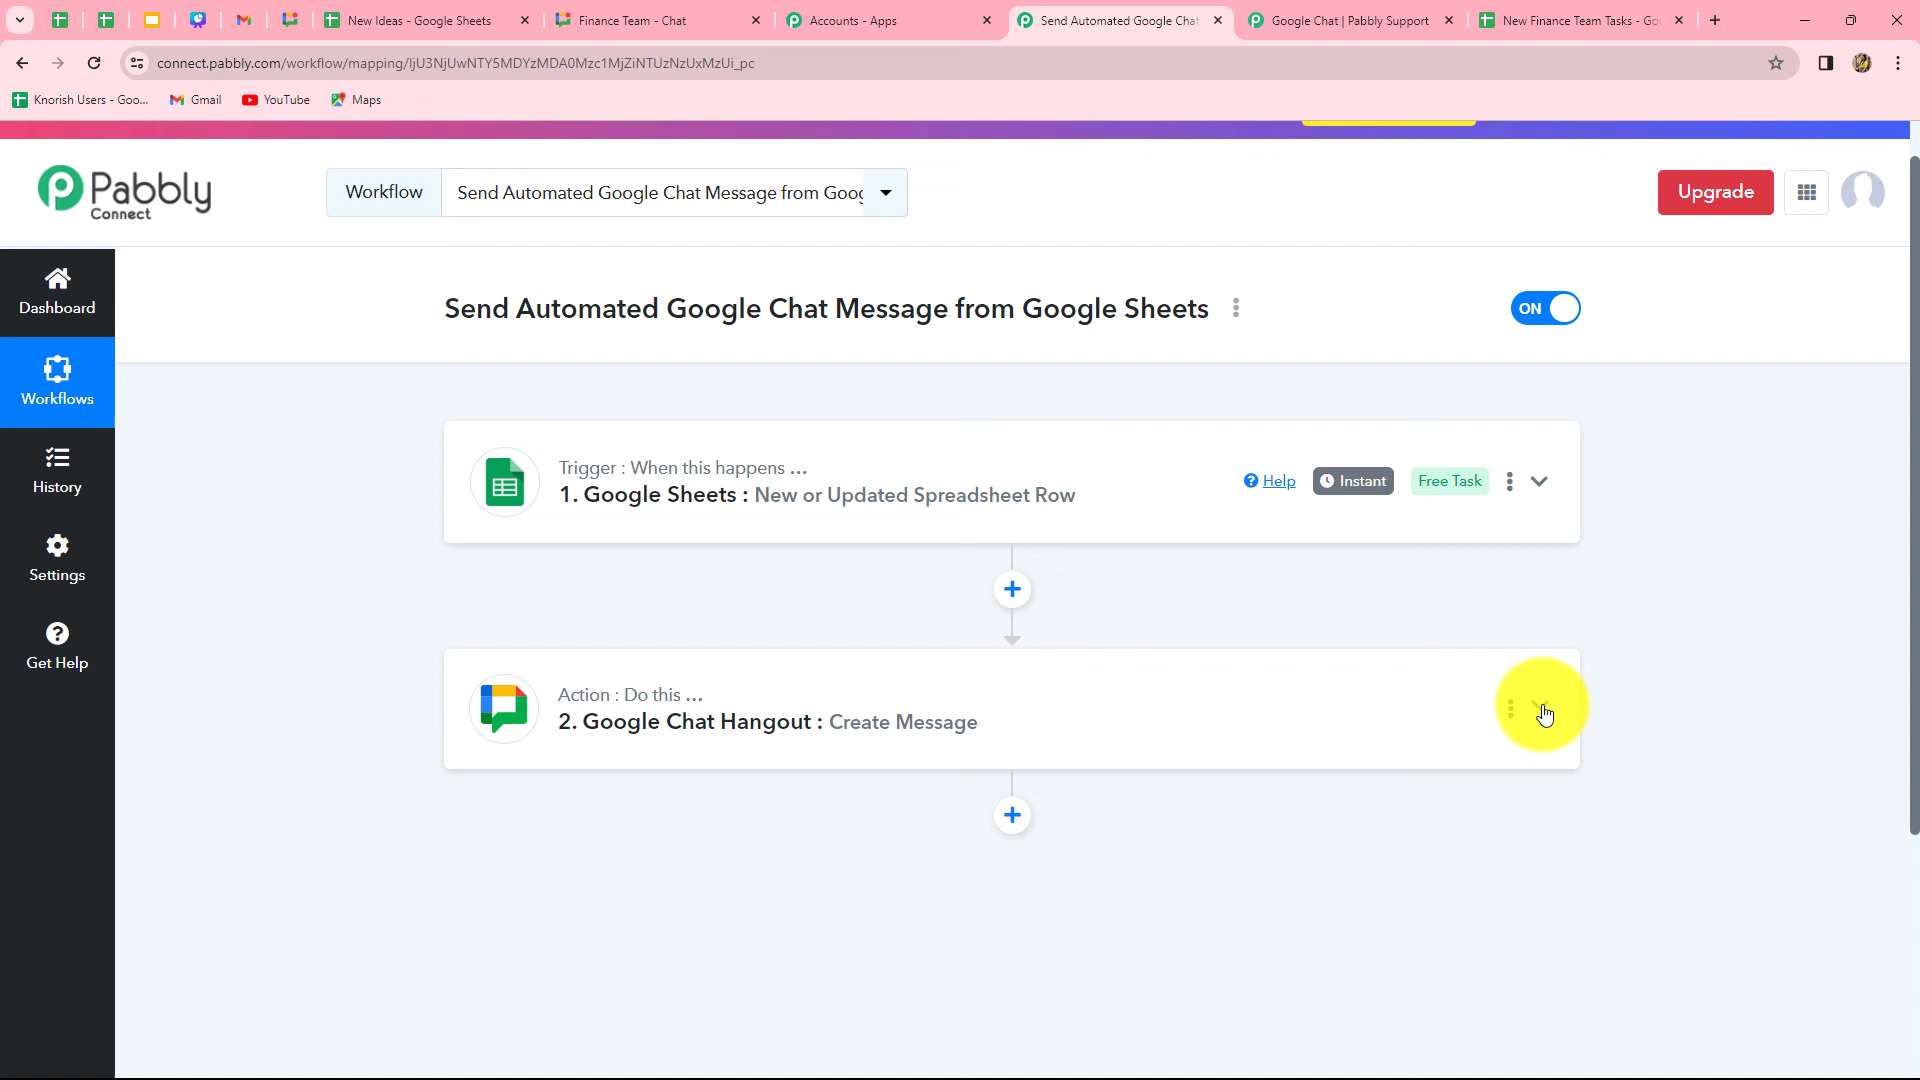 New Ideas - Google Sheets
Finance Team - Chat
Accounts - Apps
Send Automated Google Chat
Google Chat | Pabbly Support
New Finance Team Tasks - Goo
connect.pabbly.com/workflow/mapping/IjU3NjUwNTY5MDYzMDA0Mzc1MjZiNTUzNzUxMzUi_pc
Knorish Users - Goo...
Gmail
YouTube
Maps
Pabbly
Connect
Workflow
Send Automated Google Chat Message from Goog
Upgrade
Dashboard
Workflows
History
Settings
Get Help
Send Automated Google Chat Message from Google Sheets
ON
Trigger : When this happens ...
1. Google Sheets : New or Updated Spreadsheet Row
Help
Instant
Free Task
Action : Do this ...
2. Google Chat Hangout : Create Message